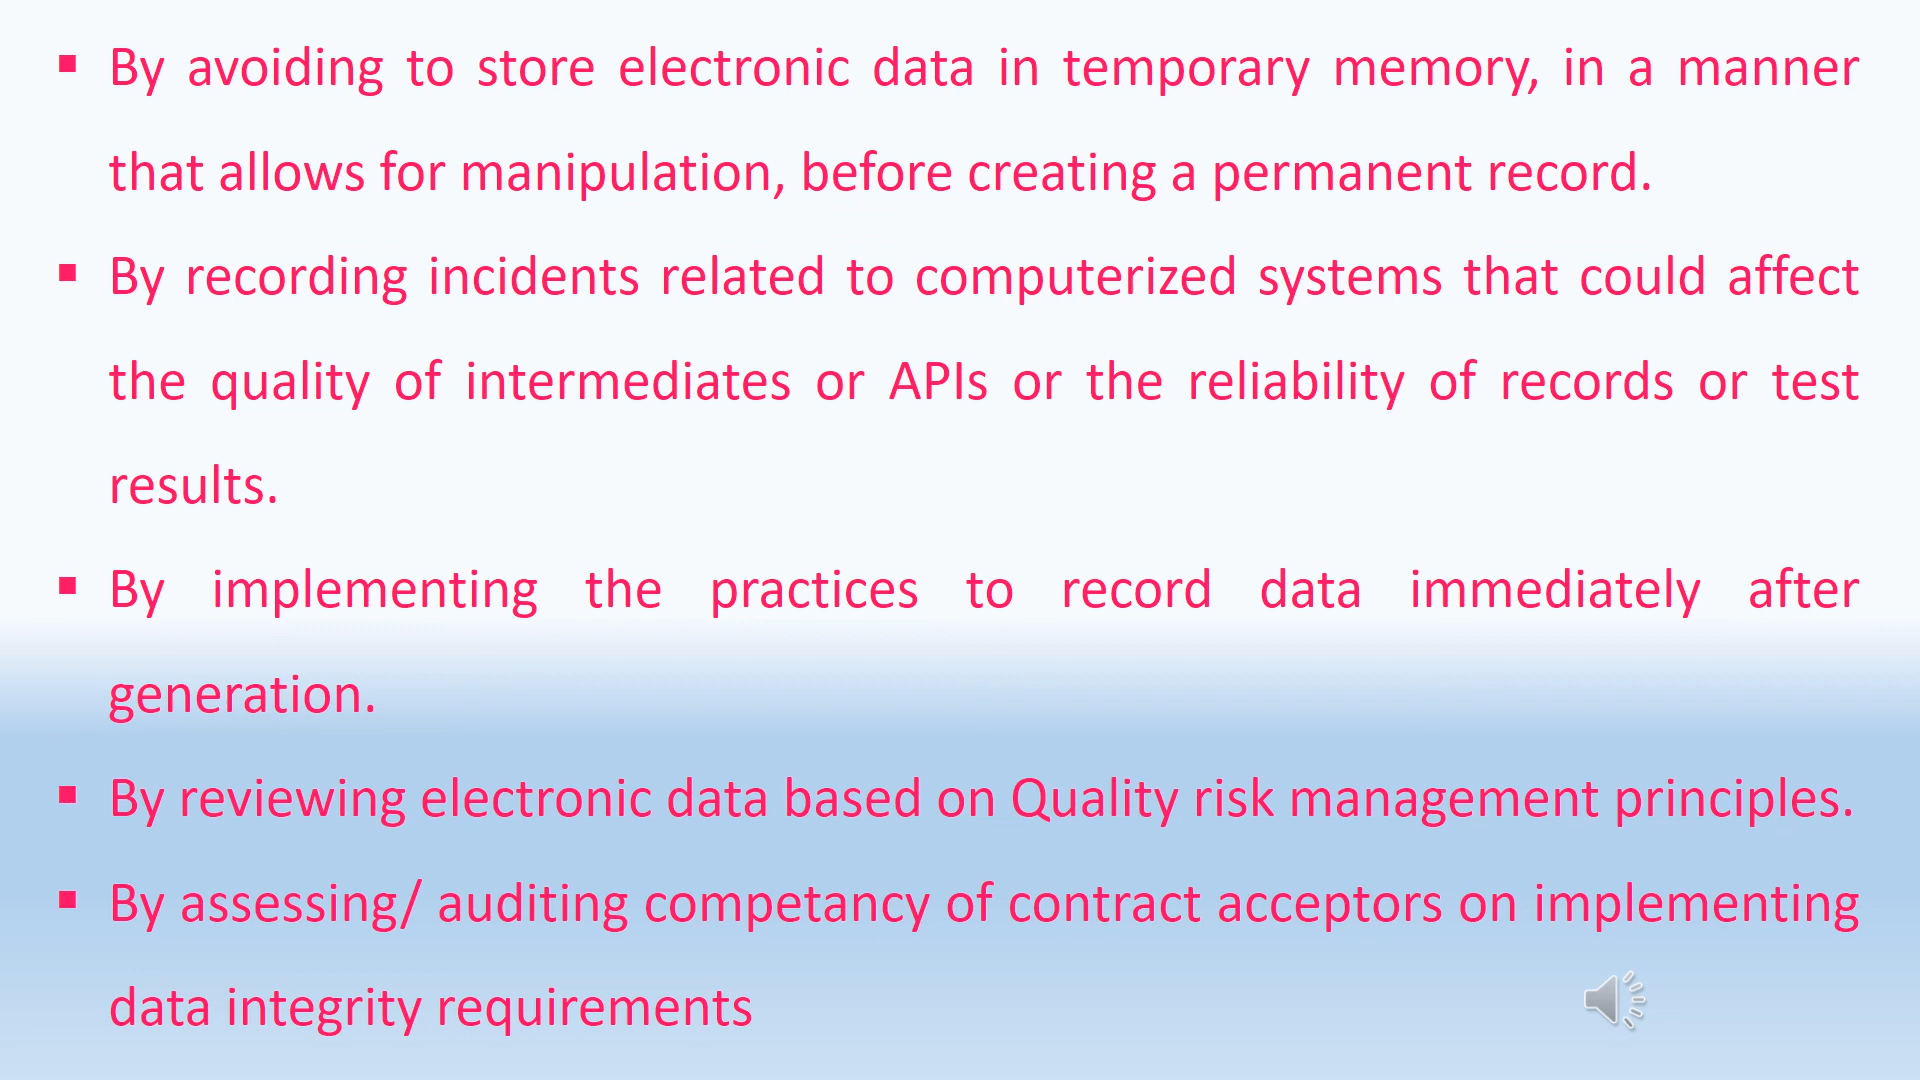 ▪ By avoiding to store electronic data in temporary memory, in a manner
that allows for manipulation, before creating a permanent record.
▪ By recording incidents related to computerized systems that could affect
the quality of intermediates or APIs or the reliability of records or test
results.
▪ By implementing the practices to record data immediately after
generation.
▪ By reviewing electronic data based on Quality risk management principles.
▪ By assessing/ auditing competancy of contract acceptors on implementing
data integrity requirements